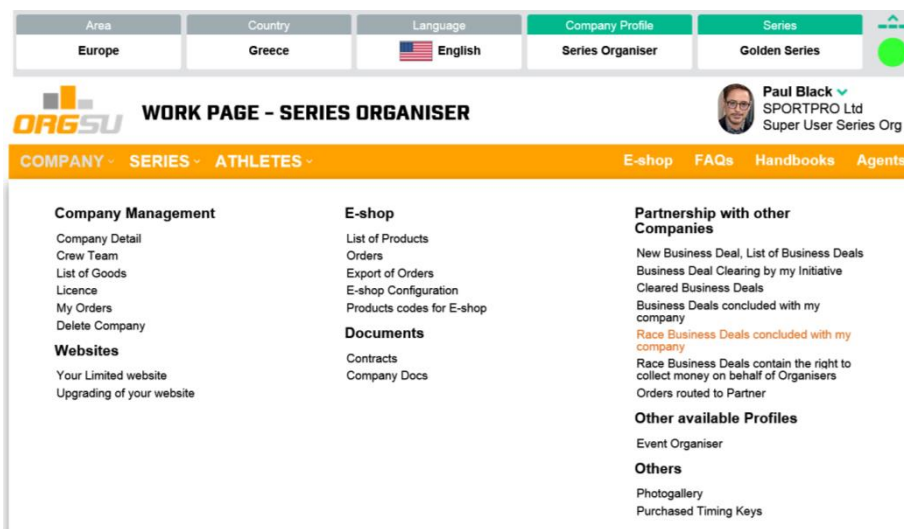 Area
Country
Language
Company Profile
Series
Europe
Greece
English
Series Organiser
Golden Series
ORGSU
WORK PAGE - SERIES ORGANISER
Paul Black
SPORTPRO Ltd
Super User Series Org
COMPANY
SERIES
ATHLETES
E-shop
FAQs
Handbooks
Agents
Company Management
Company Detail
Crew Team
List of Goods
Licence
My Orders
Delete Company
Websites
Your Limited website
Upgrading of your website
E-shop
List of Products
Orders
Export of Orders
E-shop Configuration
Products codes for E-shop
Documents
Contracts
Company Docs
Partnership with other
Companies
New Business Deal, List of Business Deals
Business Deal Clearing by my Initiative
Cleared Business Deals
Business Deals concluded with my
company
Race Business Deals concluded with my
company
Race Business Deals contain the right to
collect money on behalf of Organisers
Orders routed to Partner
Other available Profiles
Event Organiser
Others
Photogallery
Purchased Timing Keys